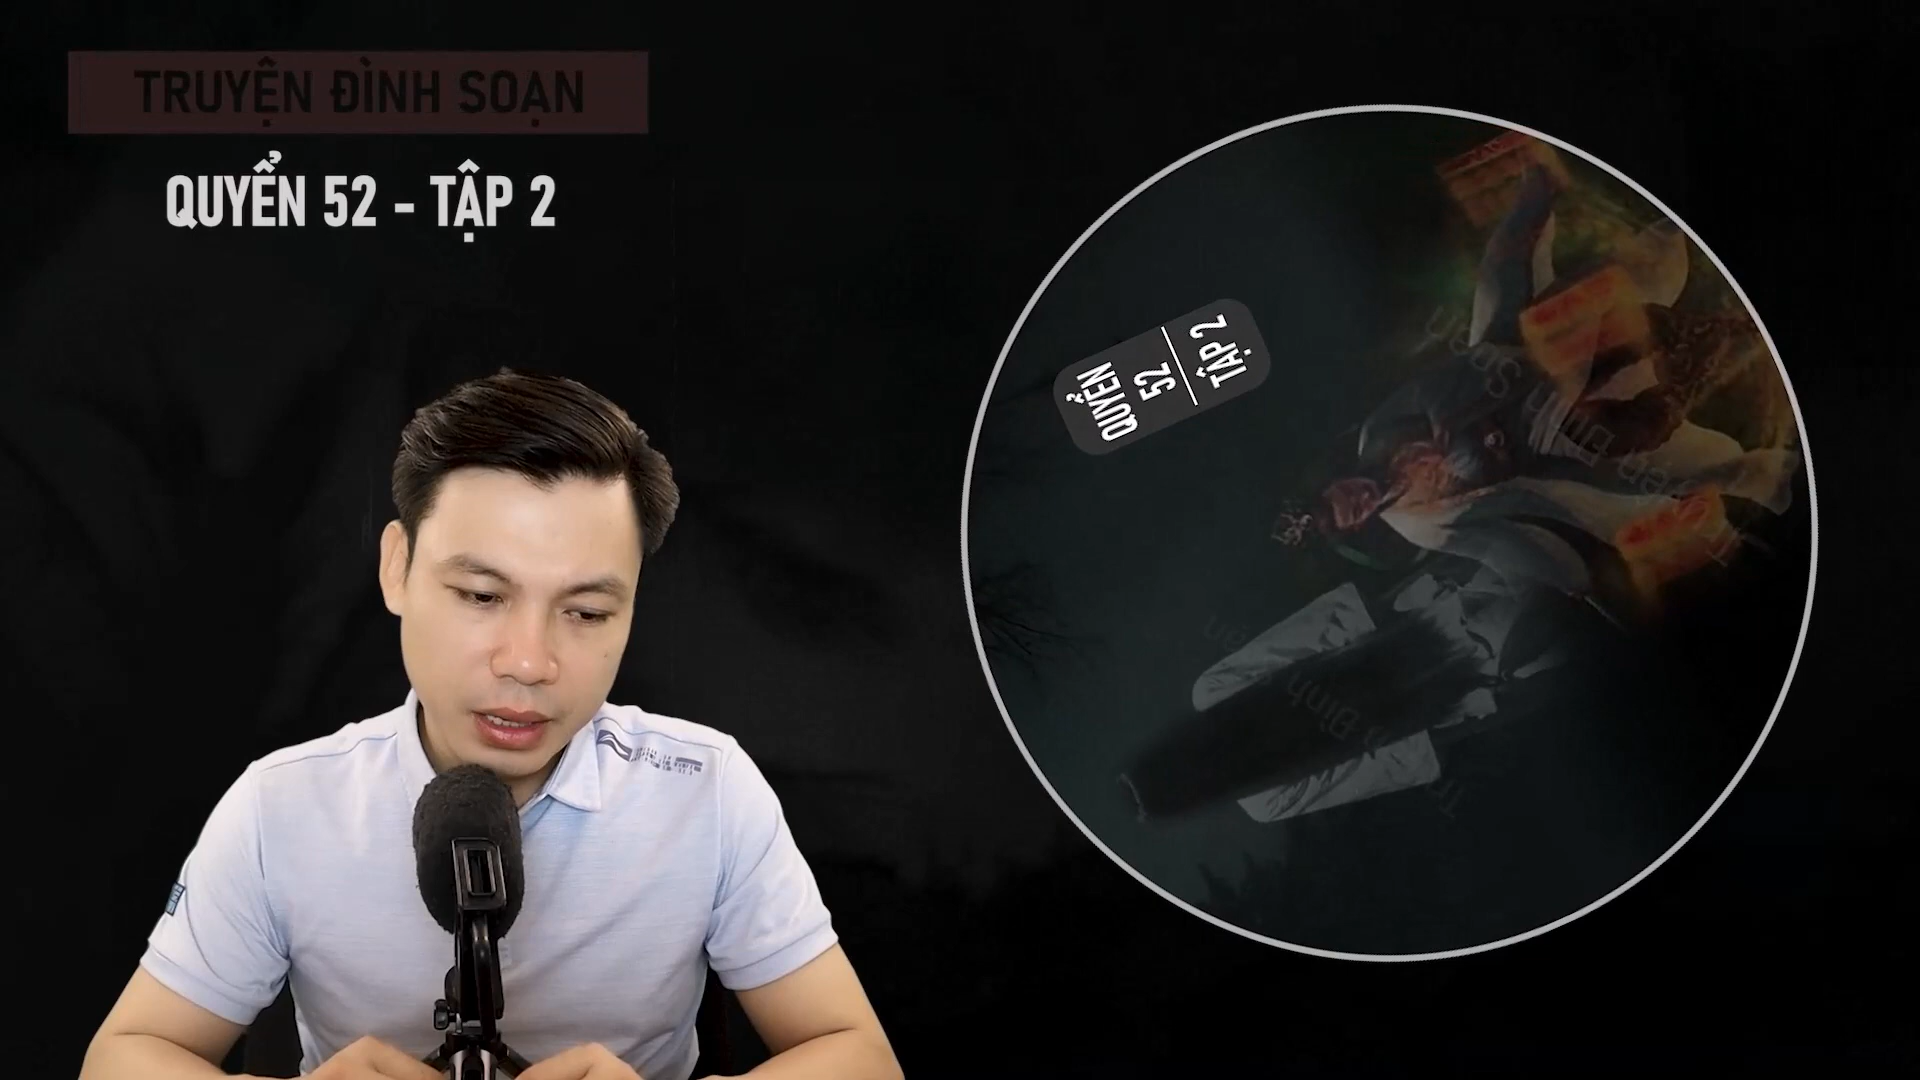 TRUYỆN ĐÌNH SOẠN
QUYỂN 52 - TẬP 2
QUYỂN
52
TẬP 2